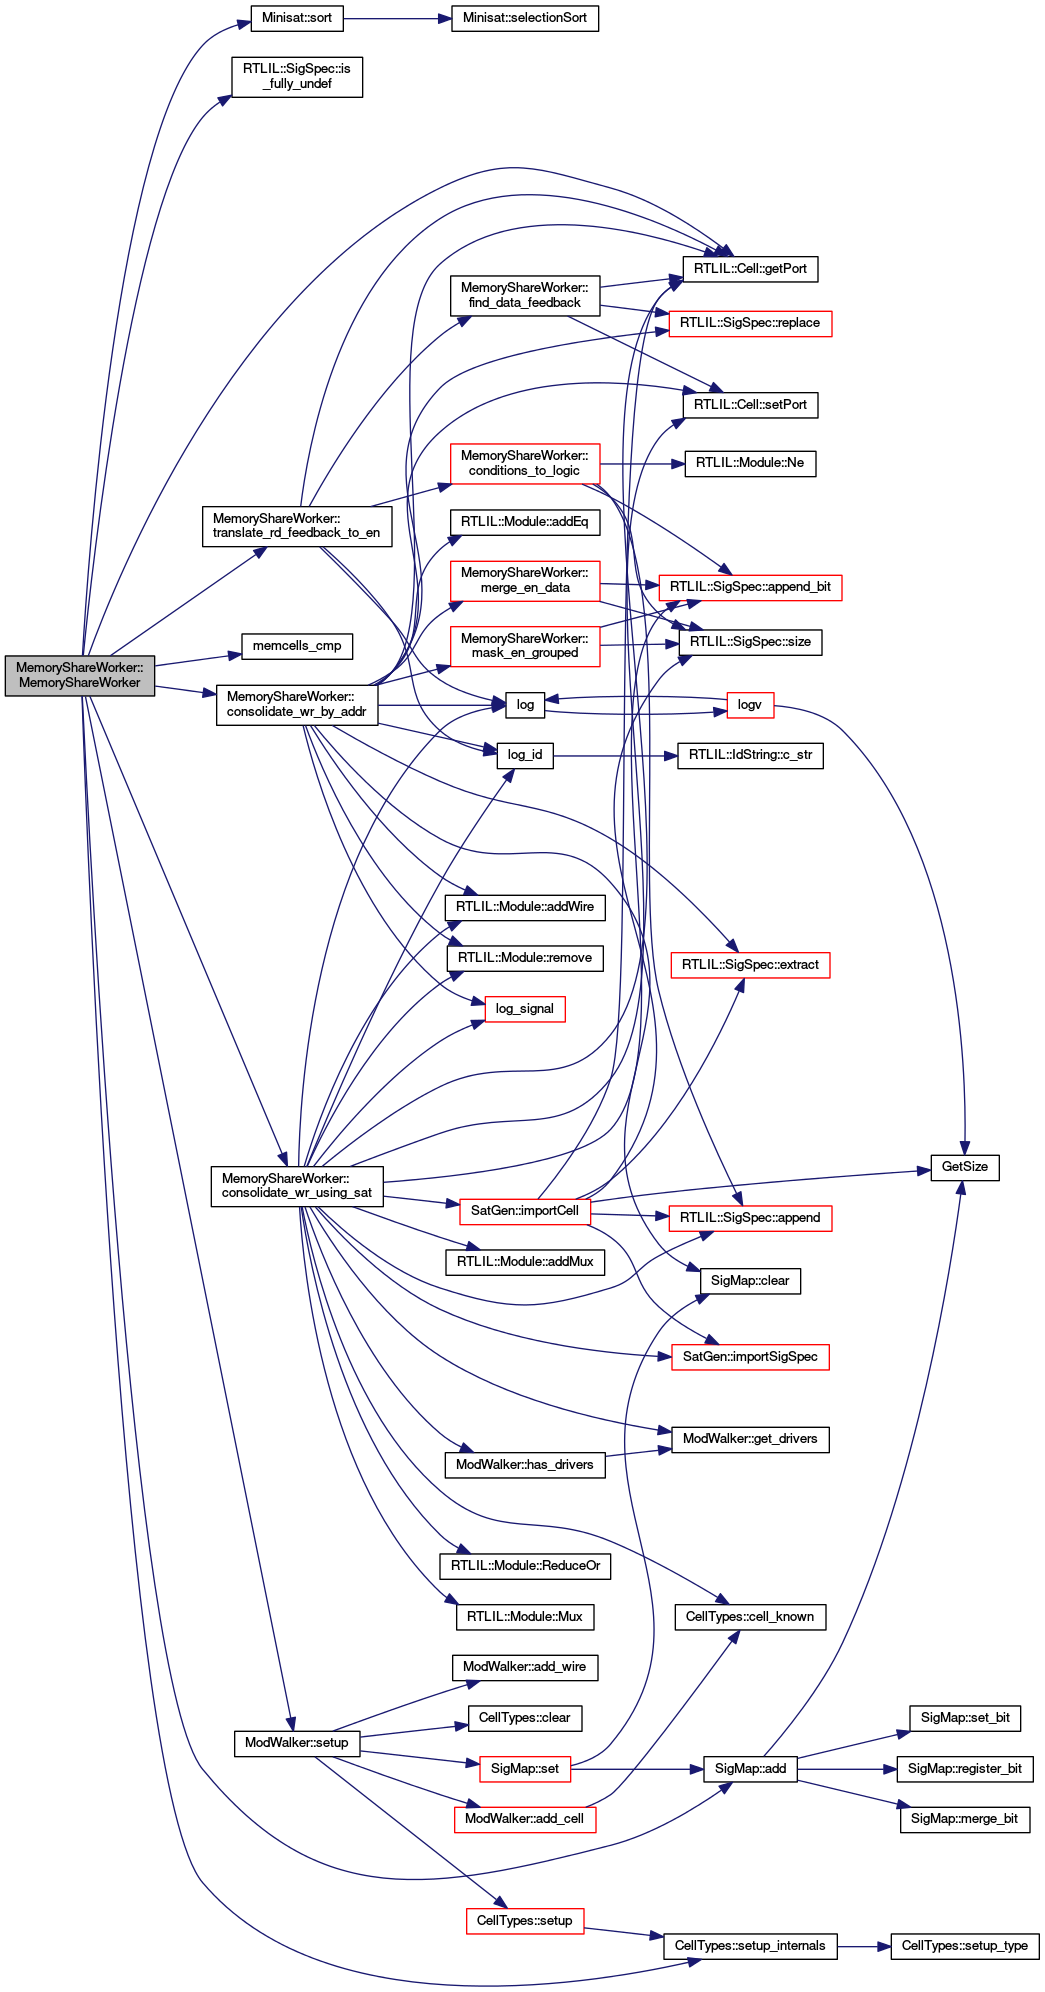 Minisat::sort
Minisat::selectionSort
RTLIL::SigSpec::is
_fully_undef
RTLIL::Cell::getPort
MemoryShareWorker::
find_data_feedback
RTLIL::SigSpec::replace
RTLIL::Cell::setPort
MemoryShareWorker::
conditions_to_logic
RTLIL::Module::Ne
MemoryShareWorker::
translate_rd_feedback_to_en
RTLIL::Module::addEq
MemoryShareWorker::
merge_en_data
RTLIL::SigSpec::append_bit
memcells_cmp
MemoryShareWorker::
mask_en_grouped
RTLIL::SigSpec::size
MemoryShareWorker::
MemoryShareWorker
MemoryShareWorker::
consolidate_wr_by_addr
log
logv
log_id
RTLIL::IdString::c_str
RTLIL::Module::addWire
RTLIL::Module::remove
RTLIL::SigSpec::extract
log_signal
MemoryShareWorker::
consolidate_wr_using_sat
GetSize
SatGen::importCell
RTLIL::SigSpec::append
RTLIL::Module::addMux
SigMap::clear
SatGen::importSigSpec
ModWalker::get_drivers
ModWalker::has_drivers
RTLIL::Module::ReduceOr
RTLIL::Module::Mux
CellTypes::cell_known
ModWalker::add_wire
CellTypes::clear
SigMap::set_bit
ModWalker::setup
SigMap::set
SigMap::add
SigMap::register_bit
ModWalker::add_cell
SigMap::merge_bit
CellTypes::setup
CellTypes::setup_internals
CellTypes::setup_type